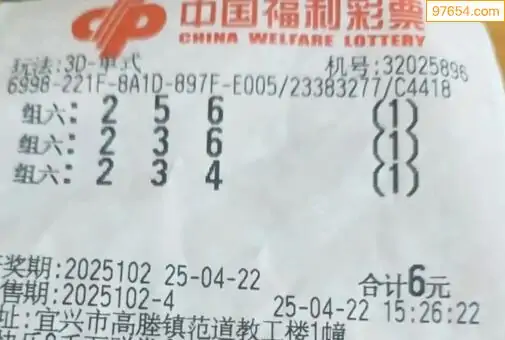 97654.com
中国福利彩票
CHINA WELFARE LOTTERY
玩法:3D-单式 机号:32025896
6998-221F-8A1D-897F-E005/23383277/C4418
组六: 2 5 6 (1)
组六: 2 3 6 (1)
组六: 2 3 4 (1)
奖期:2025102 25-04-22 合计6元
售期:2025102-4 25-04-22 15:26:22
址:宜兴市高塍镇范道教工楼1幢